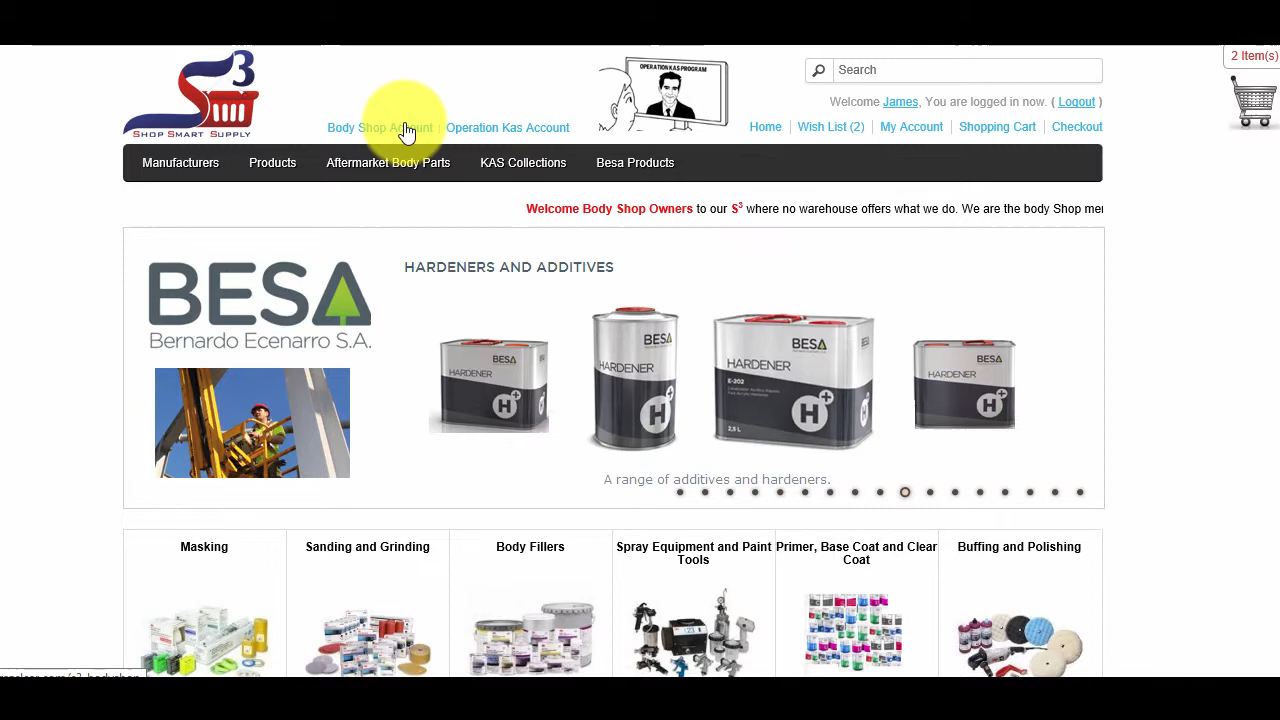 3
SHOP SMART SUPPLY
Body Shop Account | Operation Kas Account
OPERATION KAS PROGRAM
Search
2 Item(s)
Welcome James, You are logged in now. ( Logout )
Home | Wish List (2) | My Account | Shopping Cart | Checkout
Manufacturers Products Aftermarket Body Parts KAS Collections Besa Products
Welcome Body Shop Owners to our S3 where no warehouse offers what we do. We are the body Shop mer
BESA
Bernardo Ecenarro S.A.
HARDENERS AND ADDITIVES
BESA
HARDENER
H+
BESA
HARDENER
H+
BESA
HARDENER
E-202
H+
2,5 L
BESA
HARDENER
H+
A range of additives and hardeners.
Masking
Sanding and Grinding
Body Fillers
Spray Equipment and Paint
Tools
Primer, Base Coat and Clear
Coat
Buffing and Polishing